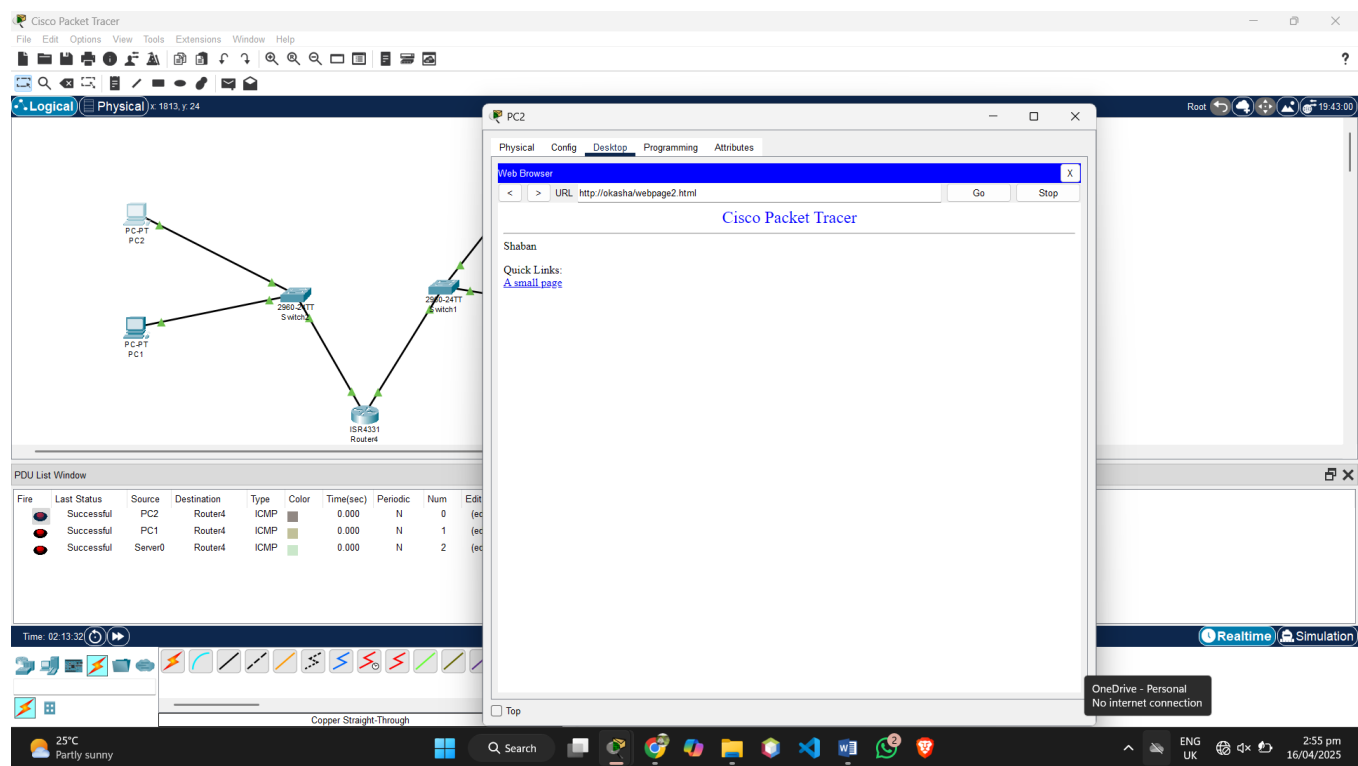 Cisco Packet Tracer
File Edit Options View Tools Extensions Window Help
?
Logical Physical x: 1813, y: 24
Root 19:43:00
PC-PT
PC2
PC-PT
PC1
2960-24TT
2960-24TT
Switch1
ISR4331
Router4
PC2
Physical Config Desktop Programming Attributes
Web Browser X
< > URL http://okasha/webpage2.html Go Stop
Cisco Packet Tracer
Shaban
Quick Links:
A small page
Top
PDU List Window
Fire Last Status Source Destination Type Color Time(sec) Periodic Num Edit
Successful PC2 Router4 ICMP 0.000 N 0
Successful PC1 Router4 ICMP 0.000 N 1
Successful Server0 Router4 ICMP 0.000 N 2
Time: 02:13:32
Realtime Simulation
Copper Straight-Through
OneDrive - Personal
No internet connection
25°C
Partly sunny
Search
2
ENG
UK
2:55 pm
16/04/2025